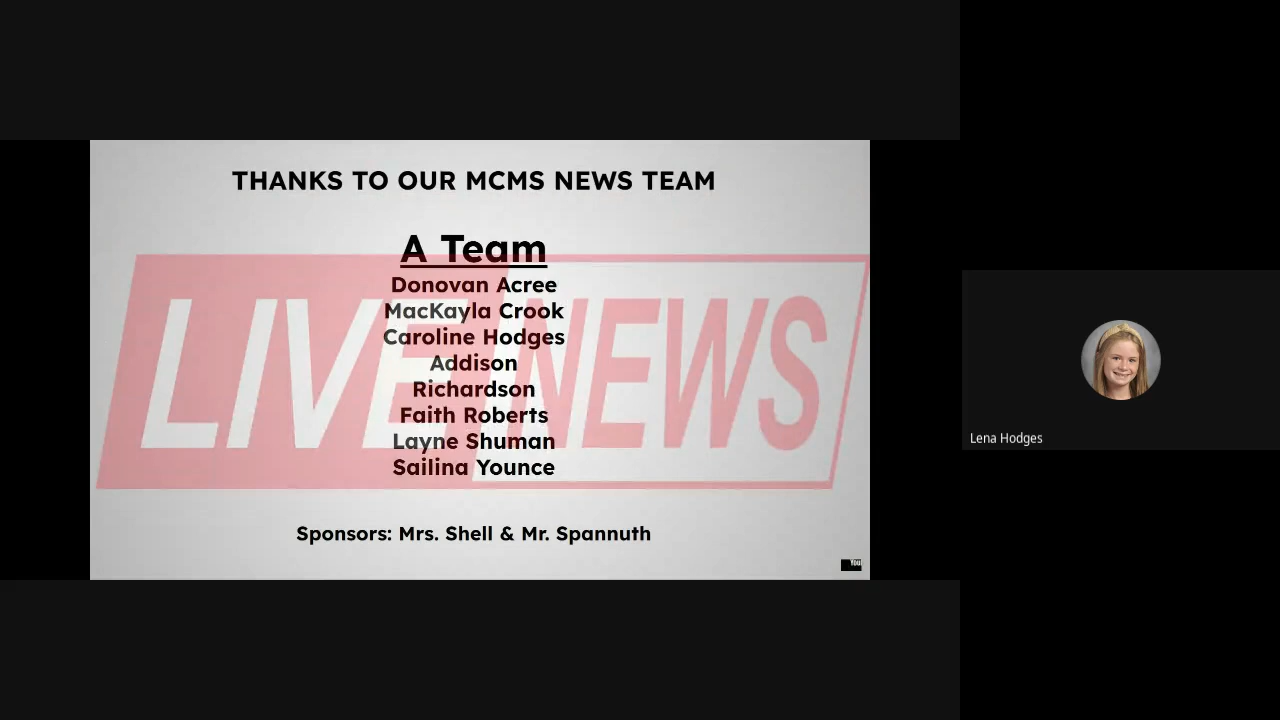 THANKS TO OUR MCMS NEWS TEAM
A Team
Donovan Acree
MacKayla Crook
Caroline Hodges
Addison
Richardson
Faith Roberts
Layne Shuman
Sailina Younce
LIVE NEWS
Sponsors: Mrs. Shell & Mr. Spannuth
You
Lena Hodges